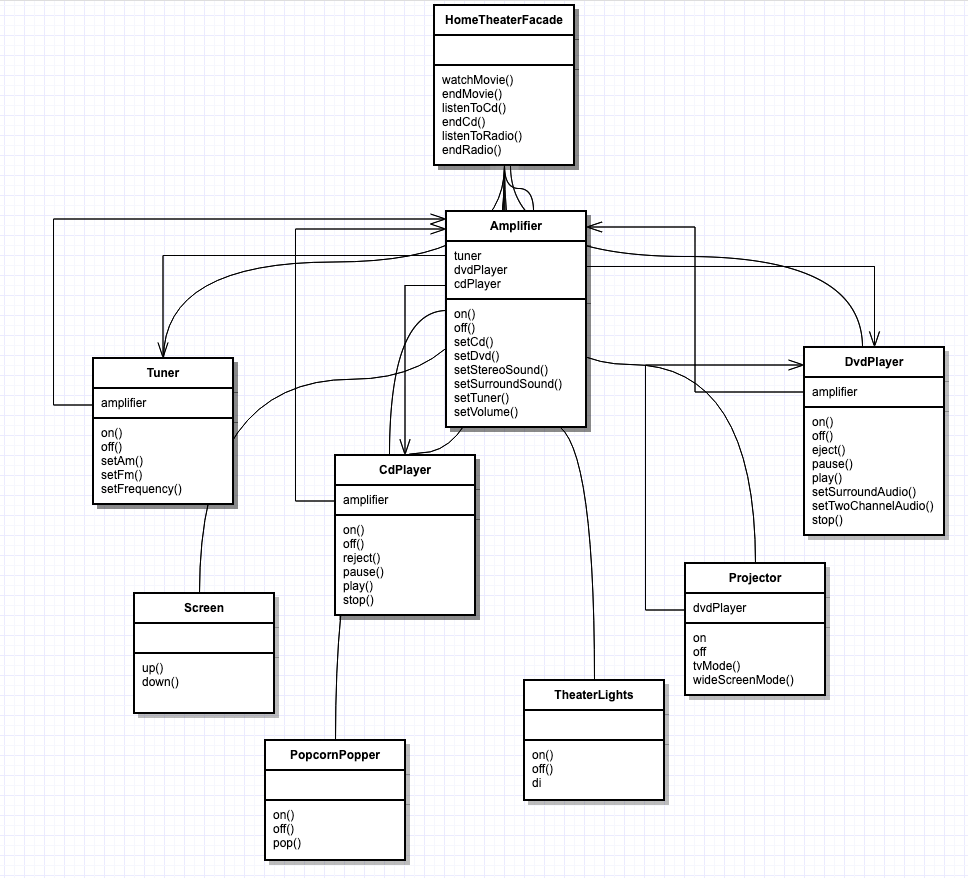 HomeTheaterFacade
watchMovie()
endMovie()
listenToCd()
endCd()
listenToRadio()
endRadio()
Amplifier
tuner
dvdPlayer
cdPlayer
on()
off()
setCd()
setDvd()
setStereoSound()
setSurroundSound()
setTuner()
setVolume()
Tuner
amplifier
on()
off()
setAm()
setFm()
setFrequency()
DvdPlayer
amplifier
on()
off()
eject()
pause()
play()
setSurroundAudio()
setTwoChannelAudio()
stop()
CdPlayer
amplifier
on()
off()
reject()
pause()
play()
stop()
Projector
dvdPlayer
on
off
tvMode()
wideScreenMode()
Screen
up()
down()
TheaterLights
on()
off()
di
PopcornPopper
on()
off()
pop()